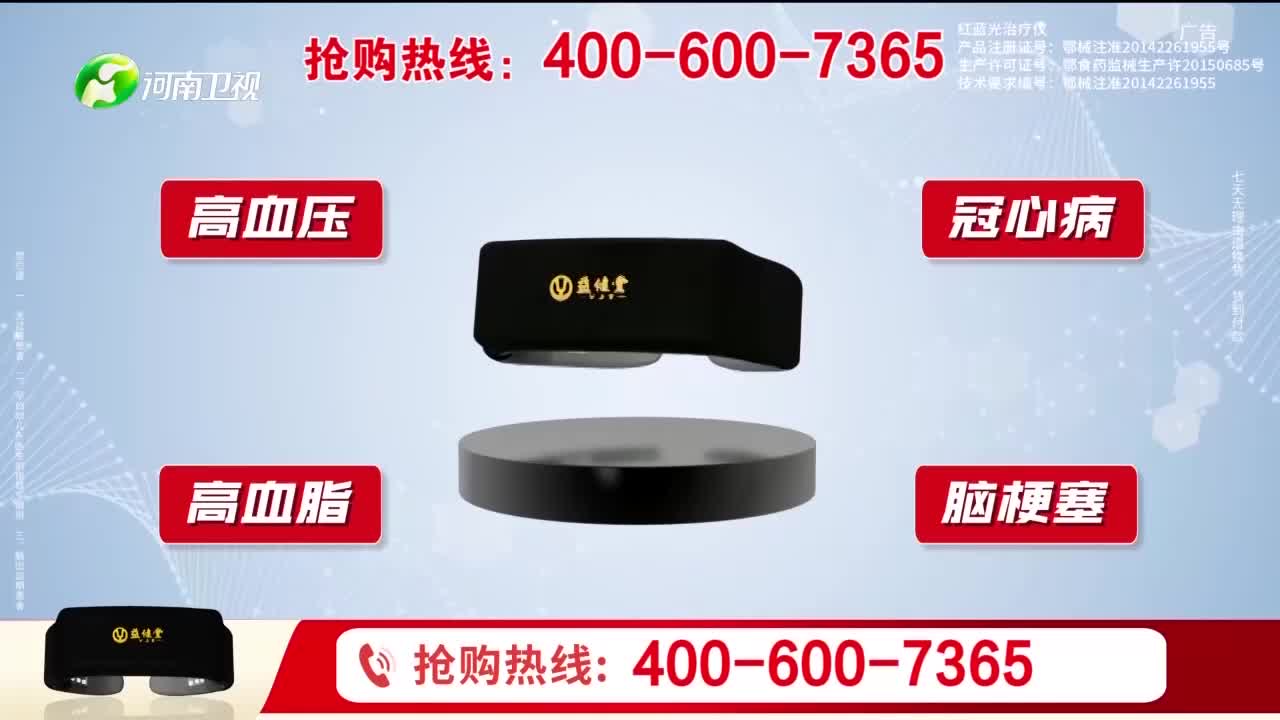 抢购热线：400-600-7365
广告
红蓝光治疗仪
产品注册证号：鄂械注准20142261955号
生产许可证号：鄂食药监械生产许20150685号
技术要求编号：鄂械注准20142261955
河南卫视
高血压
冠心病
益健堂
高血脂
脑梗塞
益健堂
抢购热线：400-600-7365